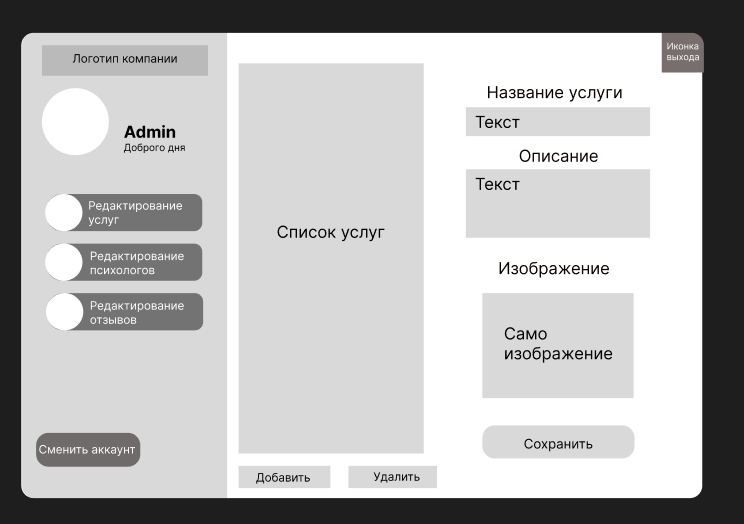 Логотип компании
Admin
Доброго дня
Редактирование
услуг
Редактирование
психологов
Редактирование
отзывов
Сменить аккаунт
Список услуг
Добавить
Удалить
Иконка
выхода
Название услуги
Текст
Описание
Текст
Изображение
Само
изображение
Сохранить